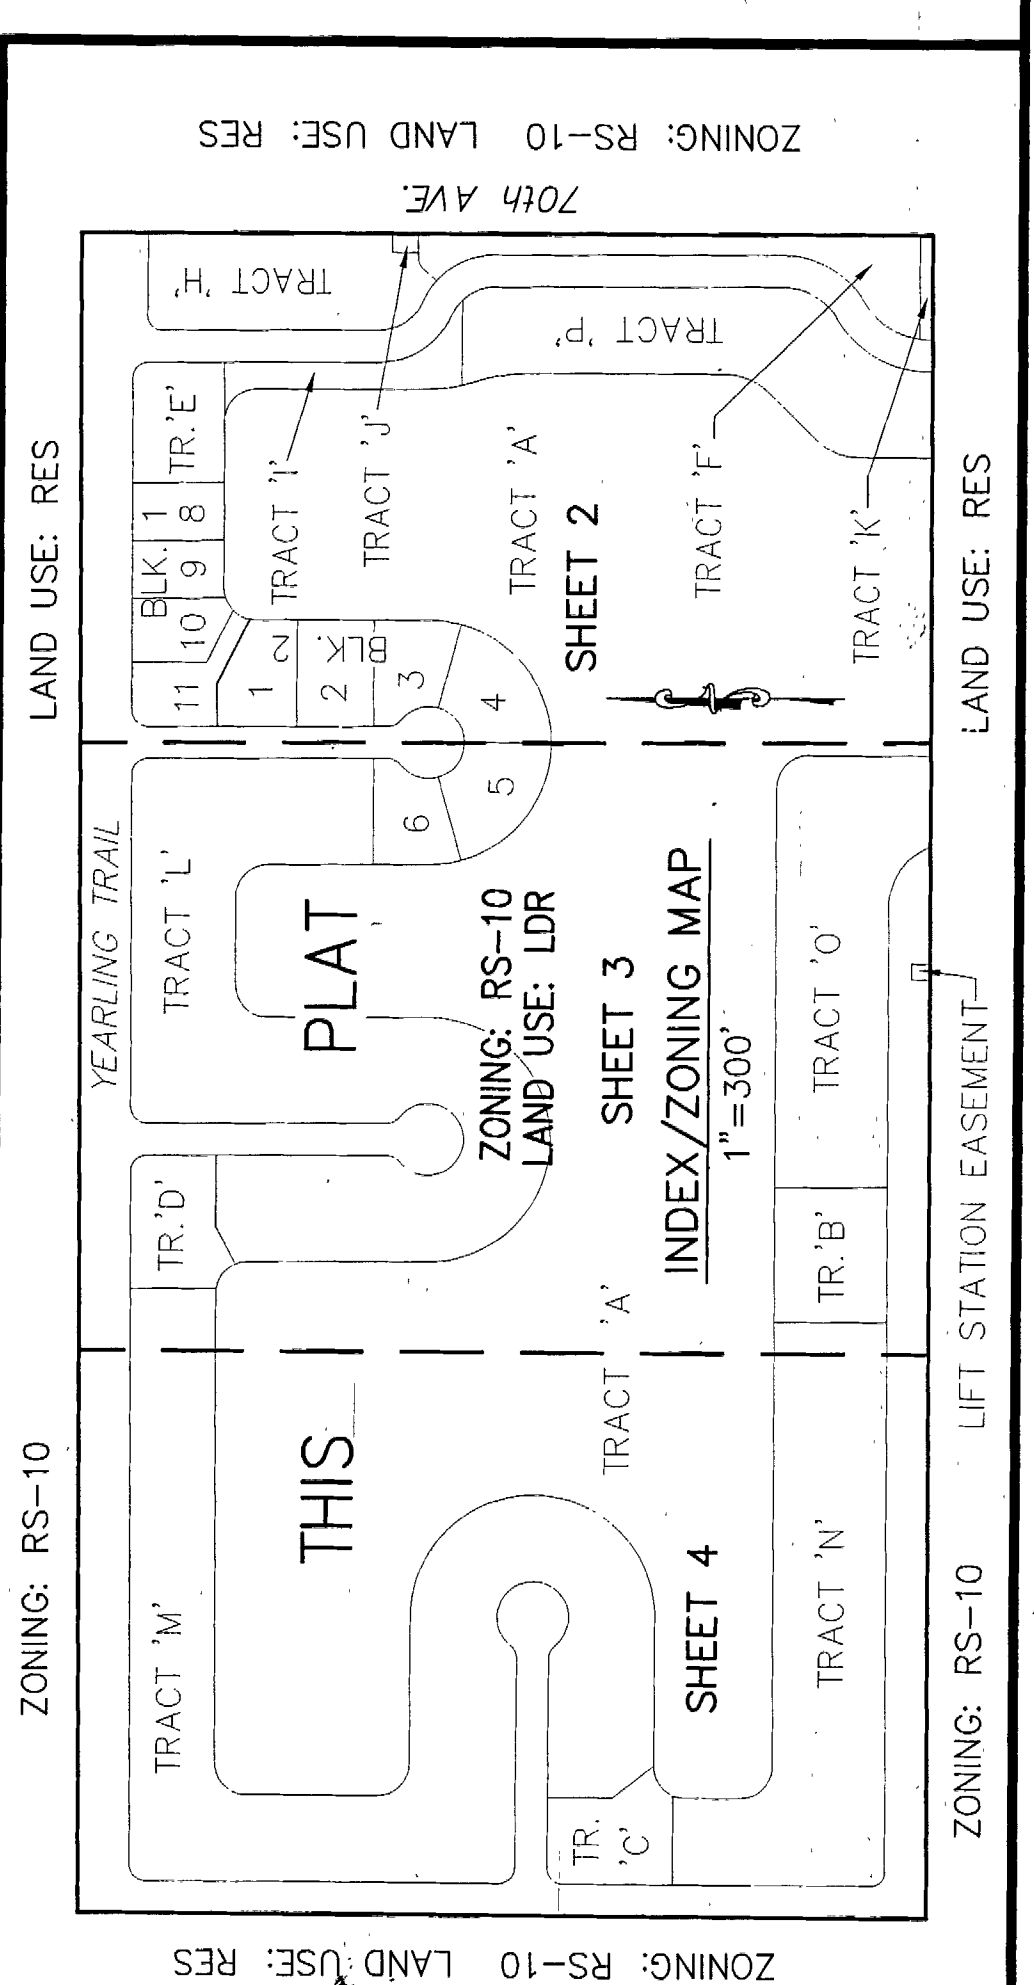 ZONING: RS-10 LAND USE: RES
70th AVE.
TRACT 'H'
TRACT 'P'
LAND USE: RES
ZONING: RS-10
YEARLING TRAIL
TR.'E'
BLK. 1
8
9
10
11
TRACT 'I'
TRACT 'J'
TRACT 'A'
SHEET 2
TRACT 'F'
TRACT 'K'
BLK. 2
1
2
3
4
5
6
TRACT 'L'
THIS PLAT
ZONING: RS-10
LAND USE: LDR
SHEET 3
INDEX/ZONING MAP
1"=300'
TRACT 'O'
TR.'D'
TR.'B'
TRACT 'A'
TRACT 'M'
SHEET 4
TRACT 'N'
TR.
'C'
LIFT STATION EASEMENT
ZONING: RS-10
LAND USE: RES
ZONING: RS-10 LAND USE: RES